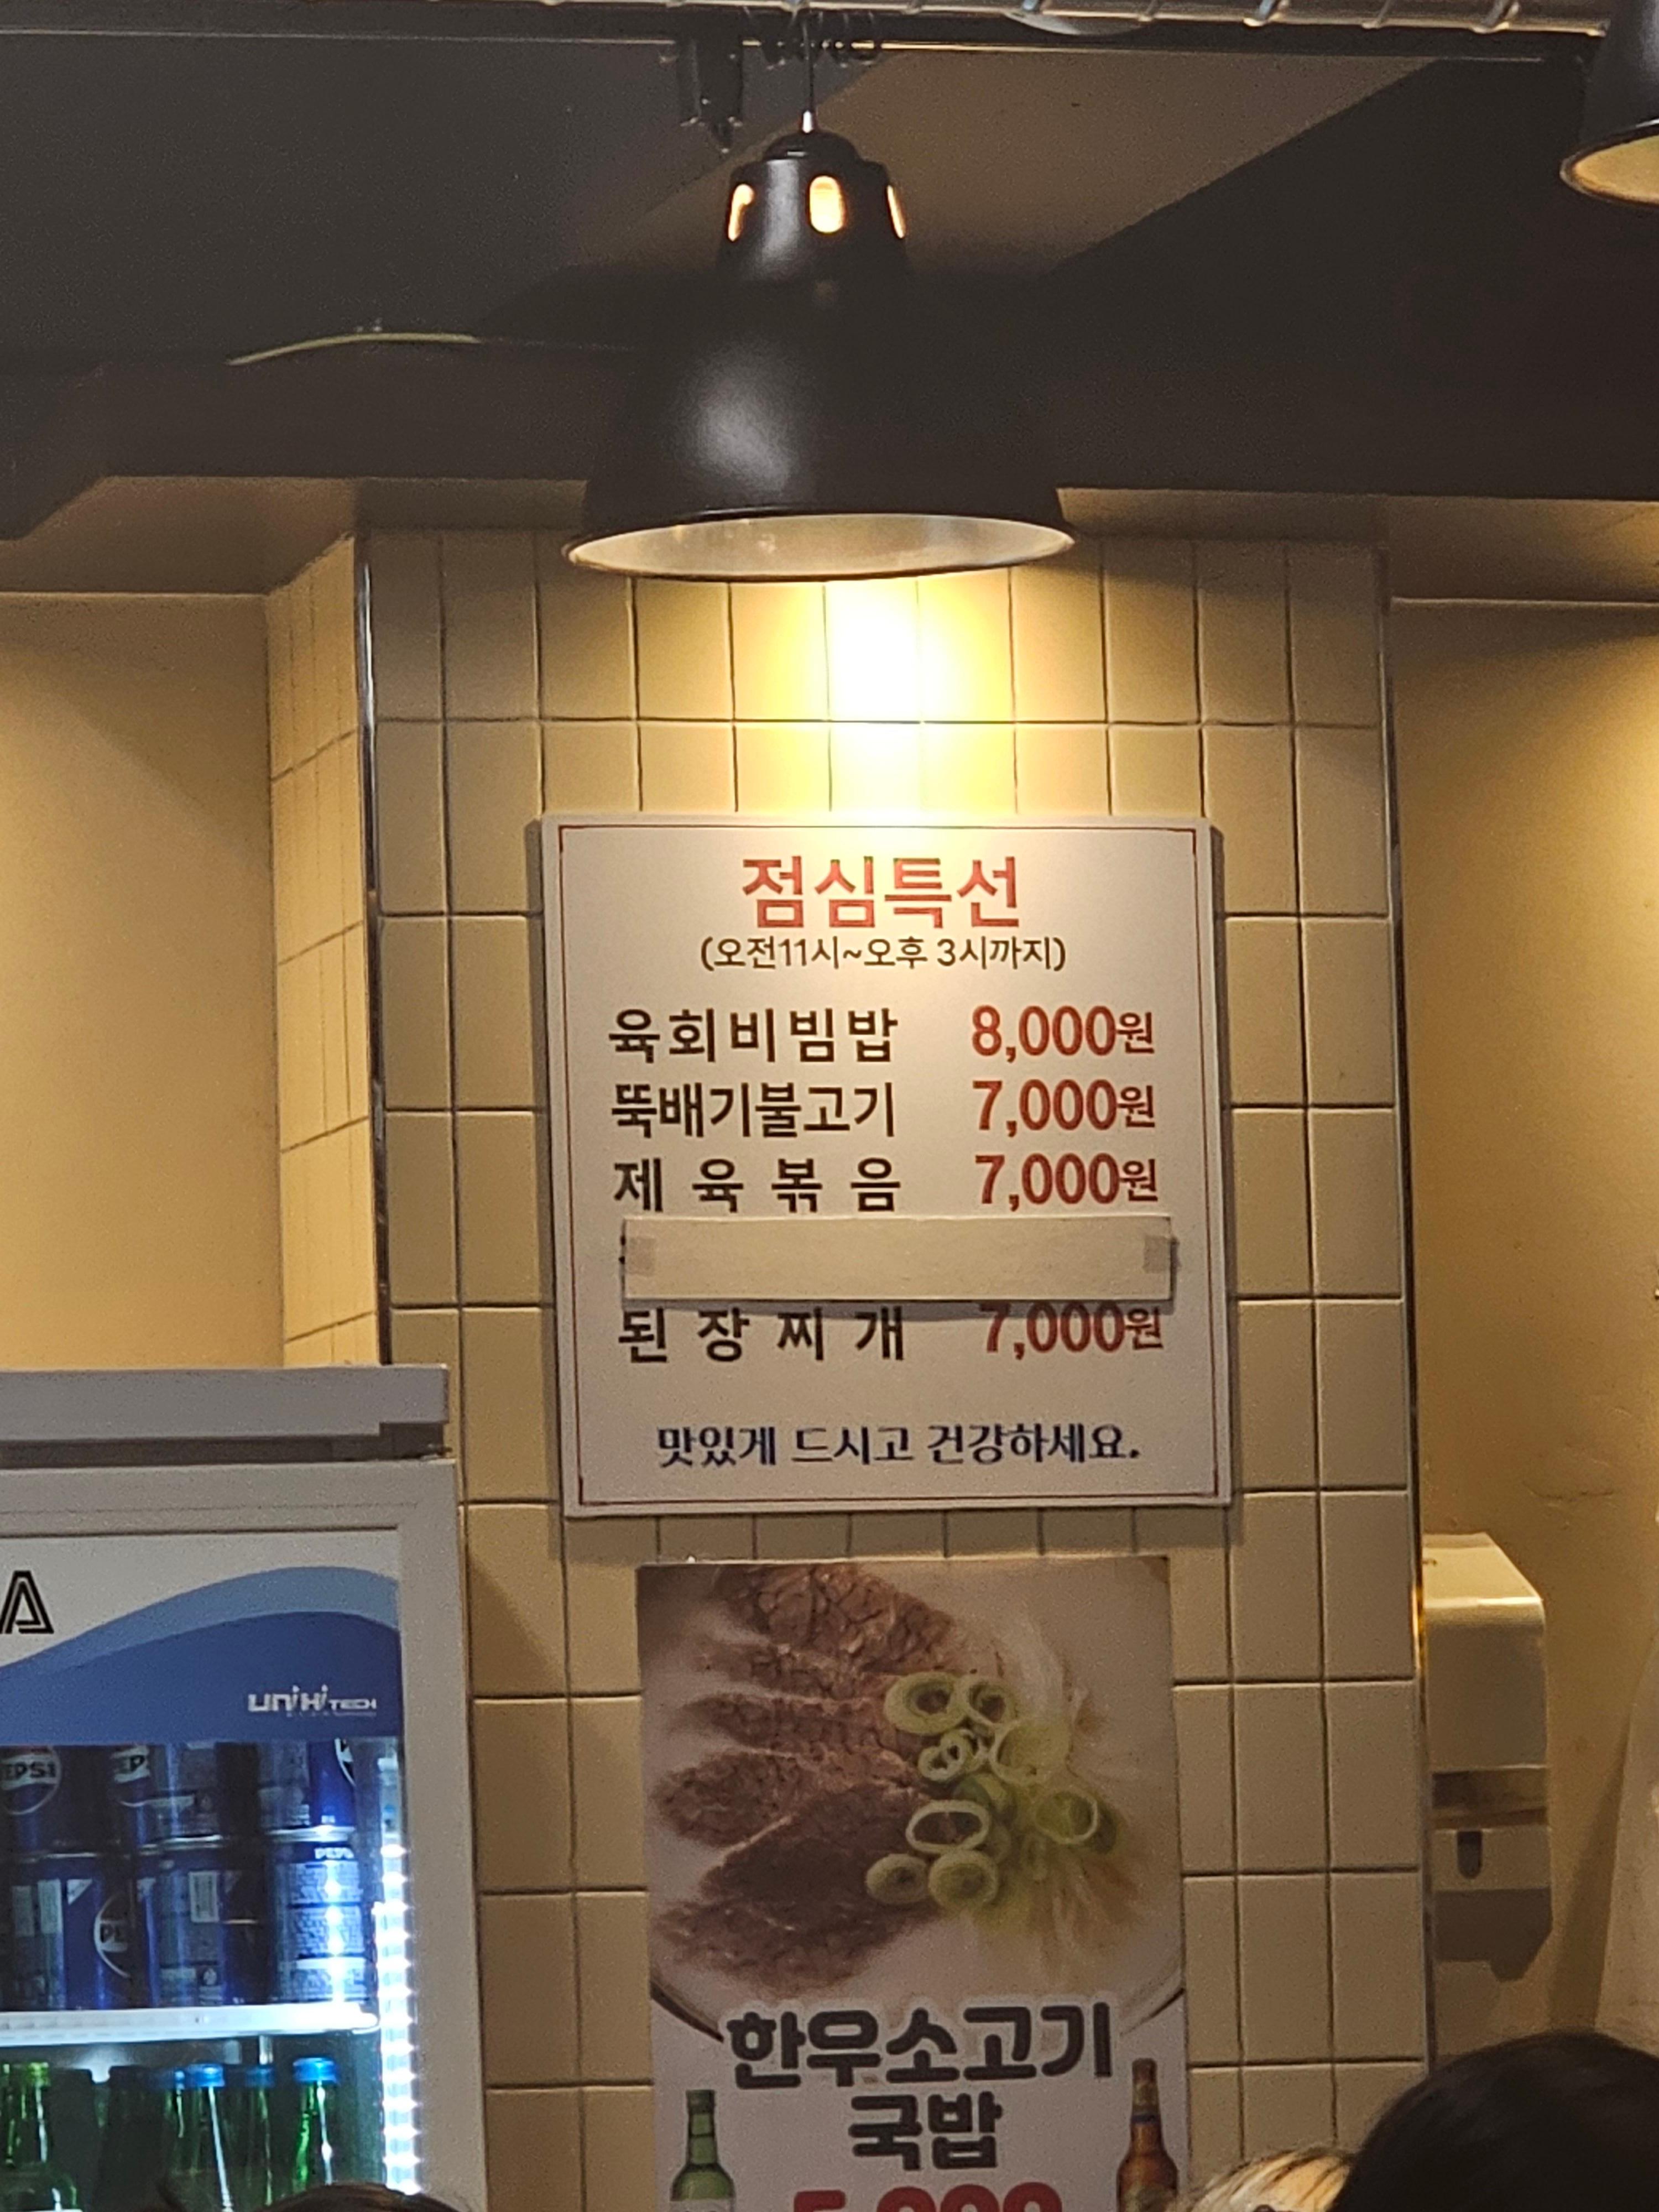 점심특선
(오전11시~오후 3시까지)
육회비빔밥 8,000원
뚝배기불고기 7,000원
제육볶음 7,000원
된장찌개 7,000원
맛있게 드시고 건강하세요.
A
UNiHiTECH
PEPSI
한우소고기
국밥